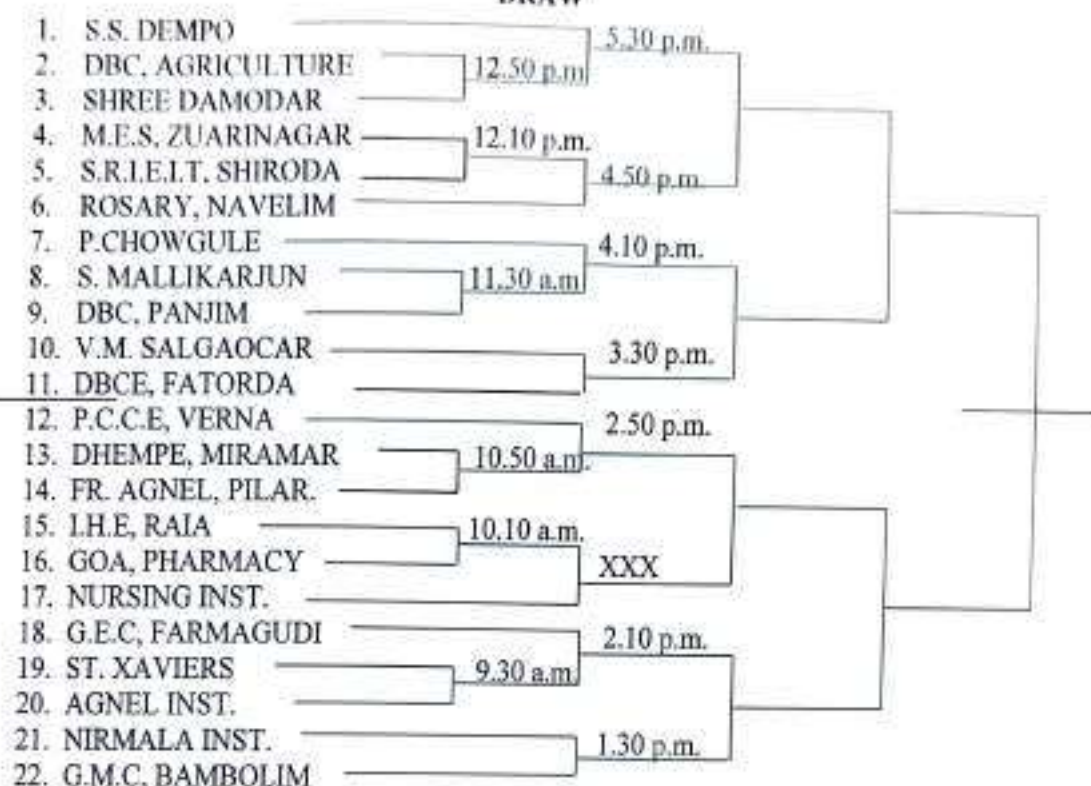 DRAW
1. S.S. DEMPO
5.30 p.m.
2. DBC, AGRICULTURE
12.50 p.m
3. SHREE DAMODAR
4. M.E.S, ZUARINAGAR
12.10 p.m.
5. S.R.I.E.I.T, SHIRODA
4.50 p.m.
6. ROSARY, NAVELIM
7. P.CHOWGULE
4.10 p.m.
8. S. MALLIKARJUN
11.30 a.m
9. DBC, PANJIM
10. V.M. SALGAOCAR
3.30 p.m.
11. DBCE, FATORDA
12. P.C.C.E, VERNA
2.50 p.m.
13. DHEMPE, MIRAMAR
10.50 a.m.
14. FR. AGNEL, PILAR.
15. I.H.E, RAIA
10.10 a.m.
16. GOA, PHARMACY
XXX
17. NURSING INST.
18. G.E.C, FARMAGUDI
2.10 p.m.
19. ST. XAVIERS
9.30 a.m
20. AGNEL INST.
21. NIRMALA INST.
1.30 p.m.
22. G.M.C, BAMBOLIM